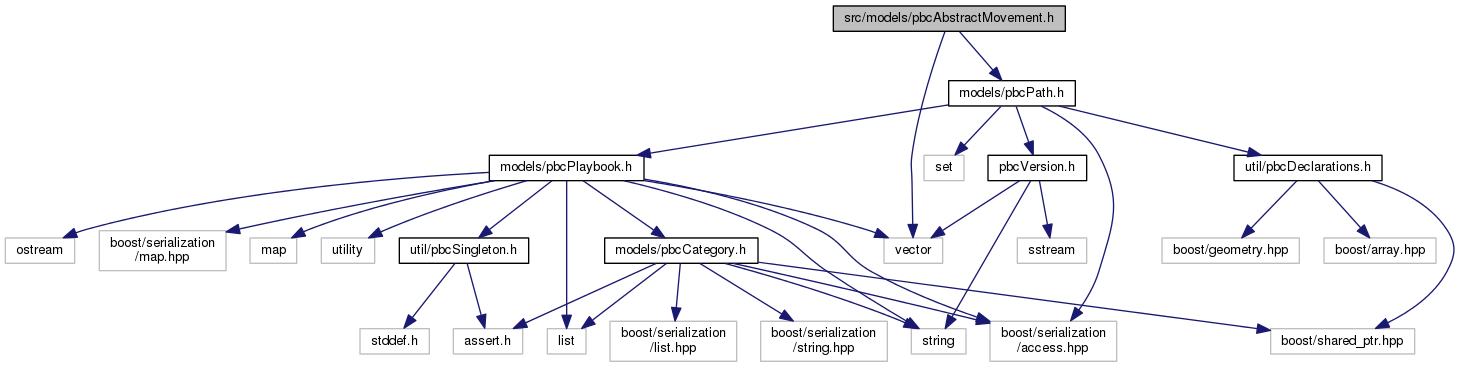 src/models/pbcAbstractMovement.h
models/pbcPath.h
models/pbcPlaybook.h
set
pbcVersion.h
util/pbcDeclarations.h
ostream
boost/serialization
/map.hpp
map
utility
util/pbcSingleton.h
models/pbcCategory.h
vector
sstream
boost/geometry.hpp
boost/array.hpp
stddef.h
assert.h
list
boost/serialization
/list.hpp
boost/serialization
/string.hpp
string
boost/serialization
/access.hpp
boost/shared_ptr.hpp